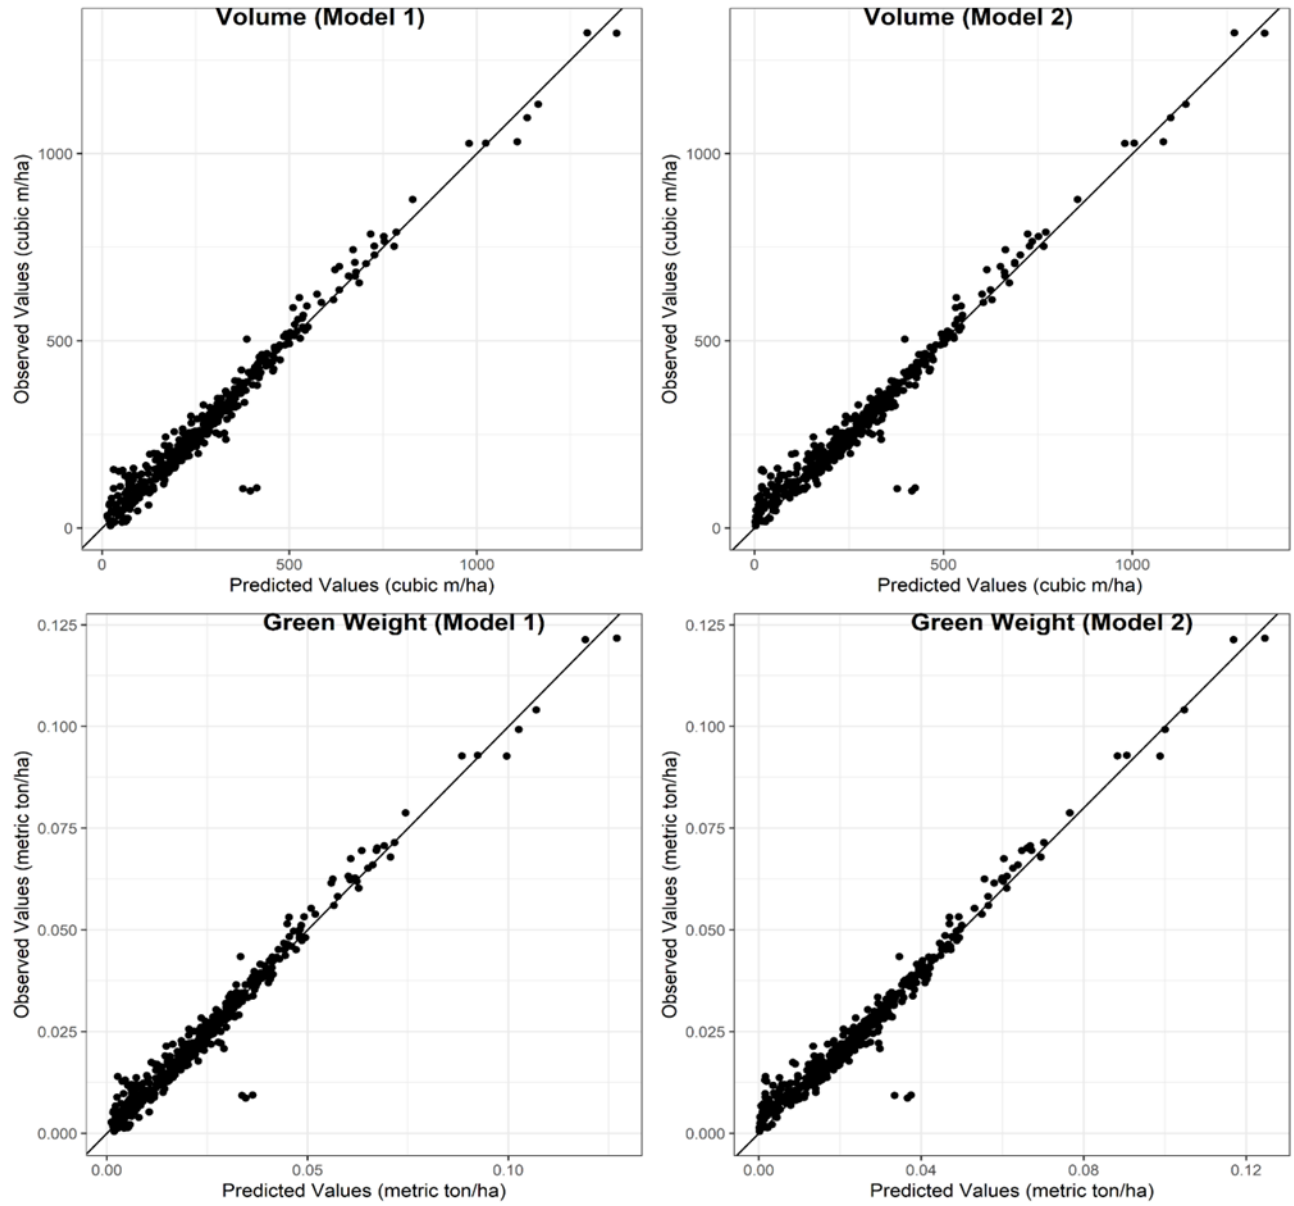 Volume (Model 1)
Observed Values (cubic m/ha)
1000
500
0
0 500 1000
Predicted Values (cubic m/ha)
Volume (Model 2)
Observed Values (cubic m/ha)
1000
500
0
0 500 1000
Predicted Values (cubic m/ha)
Green Weight (Model 1)
Observed Values (metric ton/ha)
0.125
0.100
0.075
0.050
0.025
0.000
0.00 0.05 0.10
Predicted Values (metric ton/ha)
Green Weight (Model 2)
Observed Values (metric ton/ha)
0.125
0.100
0.075
0.050
0.025
0.000
0.00 0.04 0.08 0.12
Predicted Values (metric ton/ha)